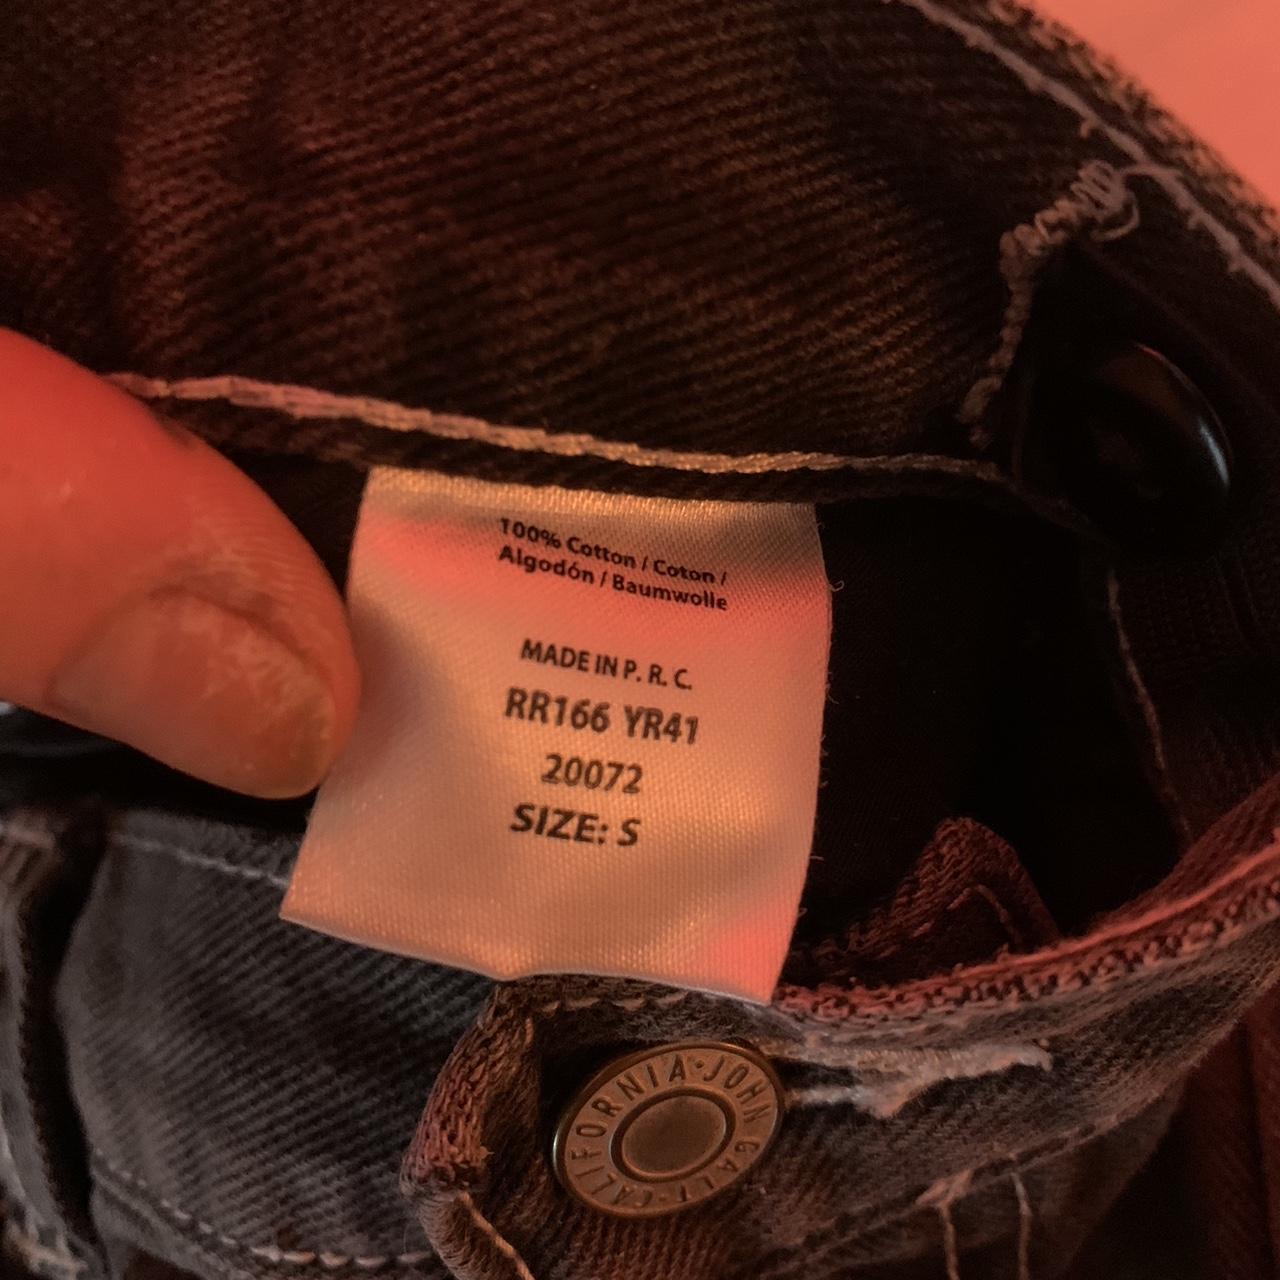 100% Cotton / Coton /
Algodón / Baumwolle
MADE IN P. R. C.
RR166 YR41
20072
SIZE: S
CALIFORNIA • JOHN GALT •